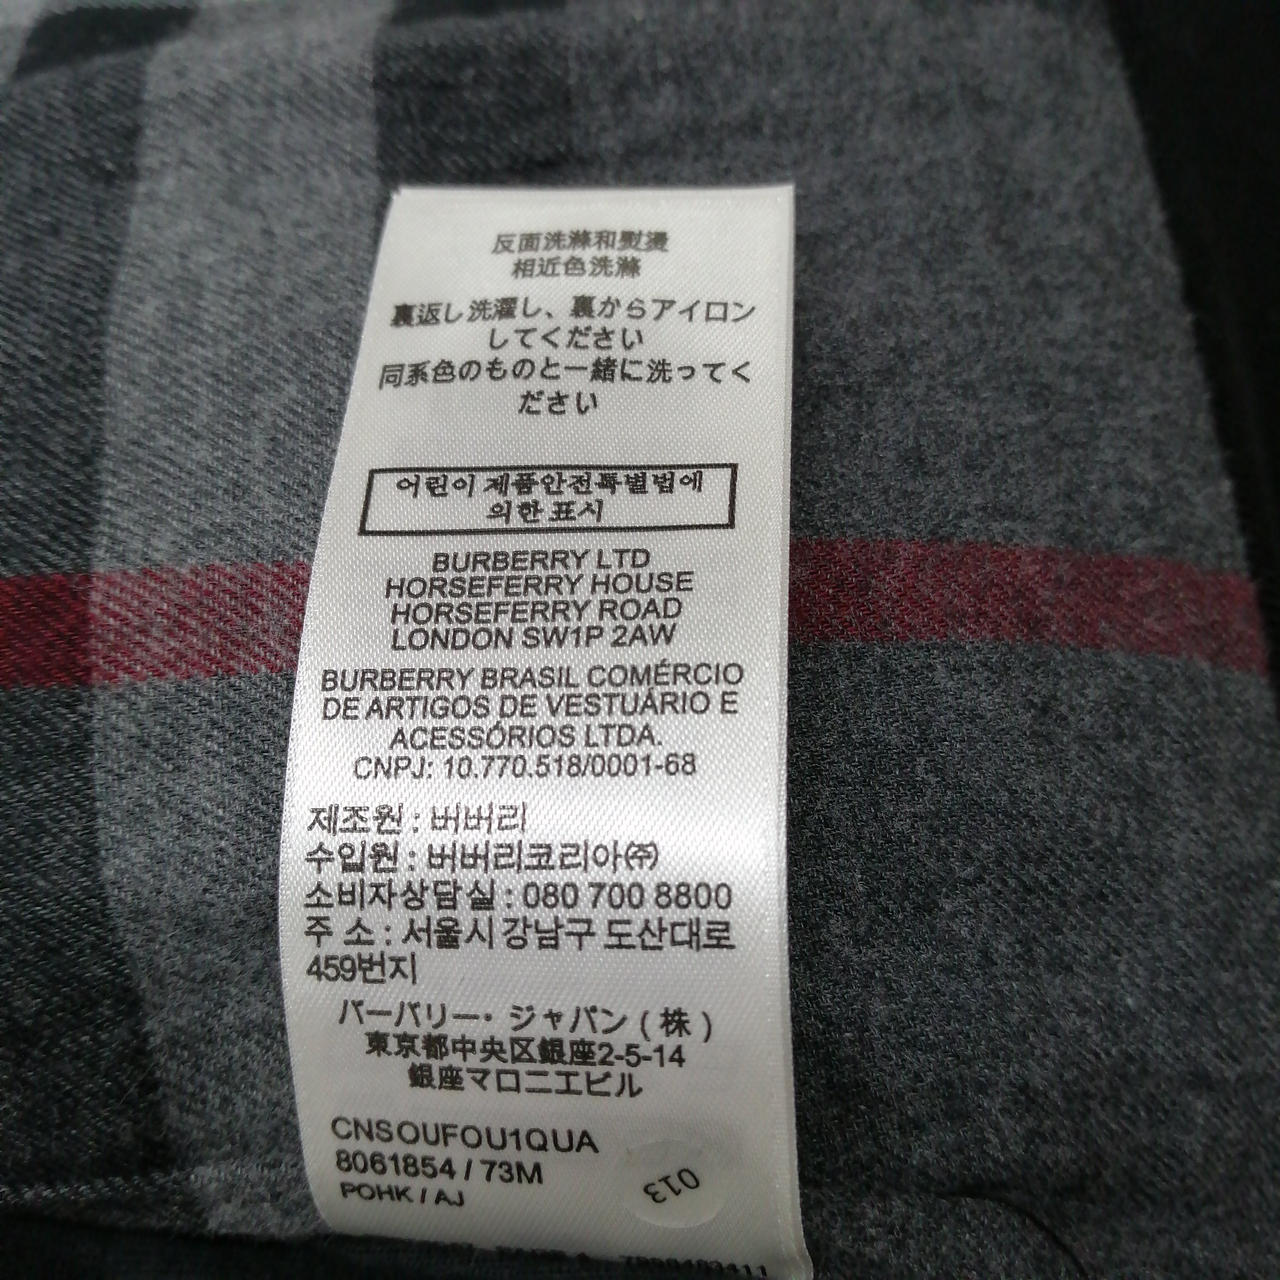 反面洗滌和熨燙
相近色洗滌
裏返し洗濯し、裏からアイロン
してください
同系色のものと一緒に洗ってく
ださい
어린이제품안전특별법에
의한 표시
BURBERRY LTD
HORSEFERRY HOUSE
HORSEFERRY ROAD
LONDON SW1P 2AW
BURBERRY BRASIL COMÉRCIO
DE ARTIGOS DE VESTUÁRIO E
ACESSÓRIOS LTDA.
CNPJ: 10.770.518/0001-68
제조원 : 버버리
수입원 : 버버리코리아㈜
소비자상담실 : 080 700 8800
주 소 : 서울시 강남구 도산대로
459번지
バーバリー・ジャパン (株)
東京都中央区銀座2-5-14
銀座マロニエビル
CNSOUFOU1QUA
8061854 / 73M
POHK / AJ
013